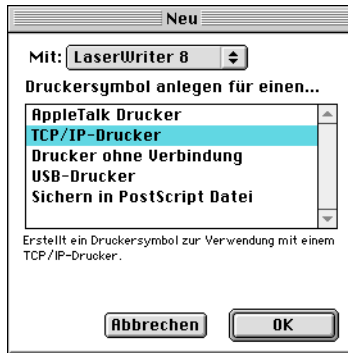 Neu
Mit: LaserWriter 8
Druckersymbol anlegen für einen...
AppleTalk Drucker
TCP/IP-Drucker
Drucker ohne Verbindung
USB-Drucker
Sichern in PostScript Datei
Erstellt ein Druckersymbol zur Verwendung mit einem
TCP/IP-Drucker.
Abbrechen OK